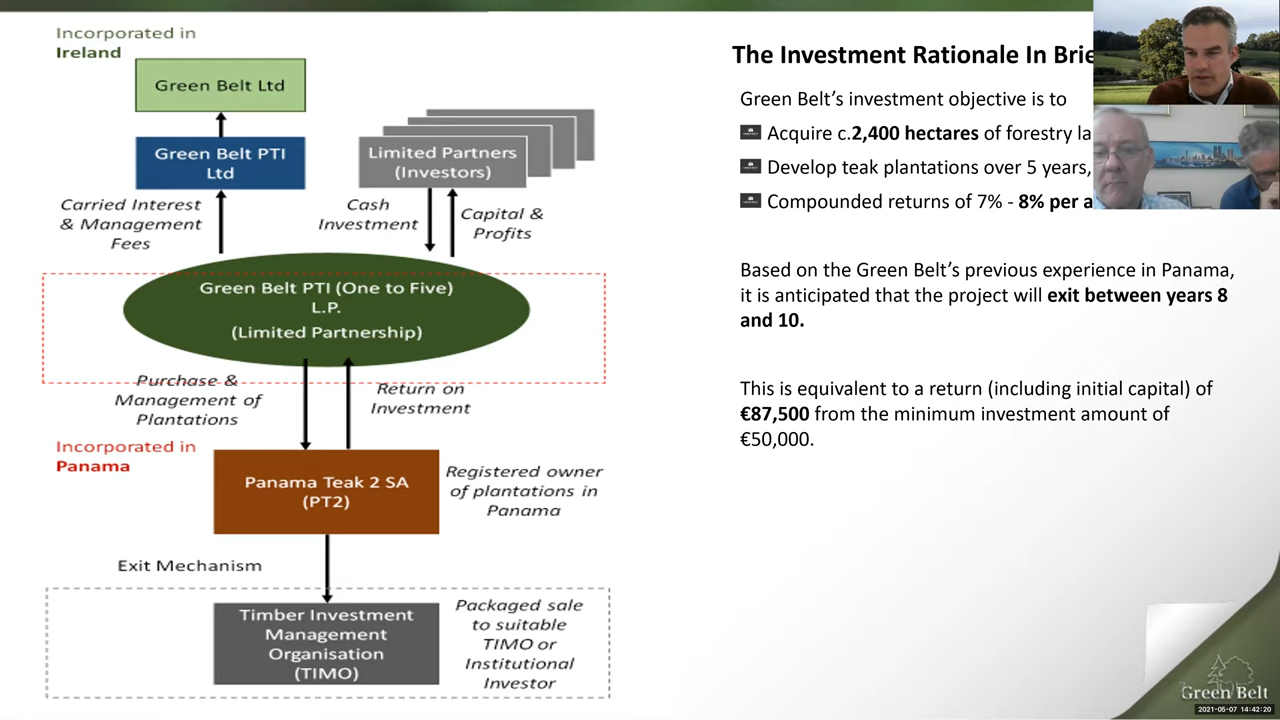 Incorporated in
Ireland
Green Belt Ltd
Green Belt PTI
Ltd
Limited Partners
(Investors)
Carried Interest
& Management
Fees
Cash
Investment
Capital &
Profits
Green Belt PTI (One to Five)
L.P.
(Limited Partnership)
Purchase &
Management of
Plantations
Return on
Investment
Incorporated in
Panama
Panama Teak 2 SA
(PT2)
Registered owner
of plantations in
Panama
Exit Mechanism
Timber Investment
Management
Organisation
(TIMO)
Packaged sale
to suitable
TIMO or
Institutional
Investor
The Investment Rationale In
Green Belt’s investment objective is to
Acquire c.2,400 hectares of forestry
Develop teak plantations over 5 years,
Compounded returns of 7% - 8% per
Based on the Green Belt’s previous experience in Panama,
it is anticipated that the project will exit between years 8
and 10.
This is equivalent to a return (including initial capital) of
€87,500 from the minimum investment amount of
€50,000.
Green Belt
2021-05-07 14:42:20